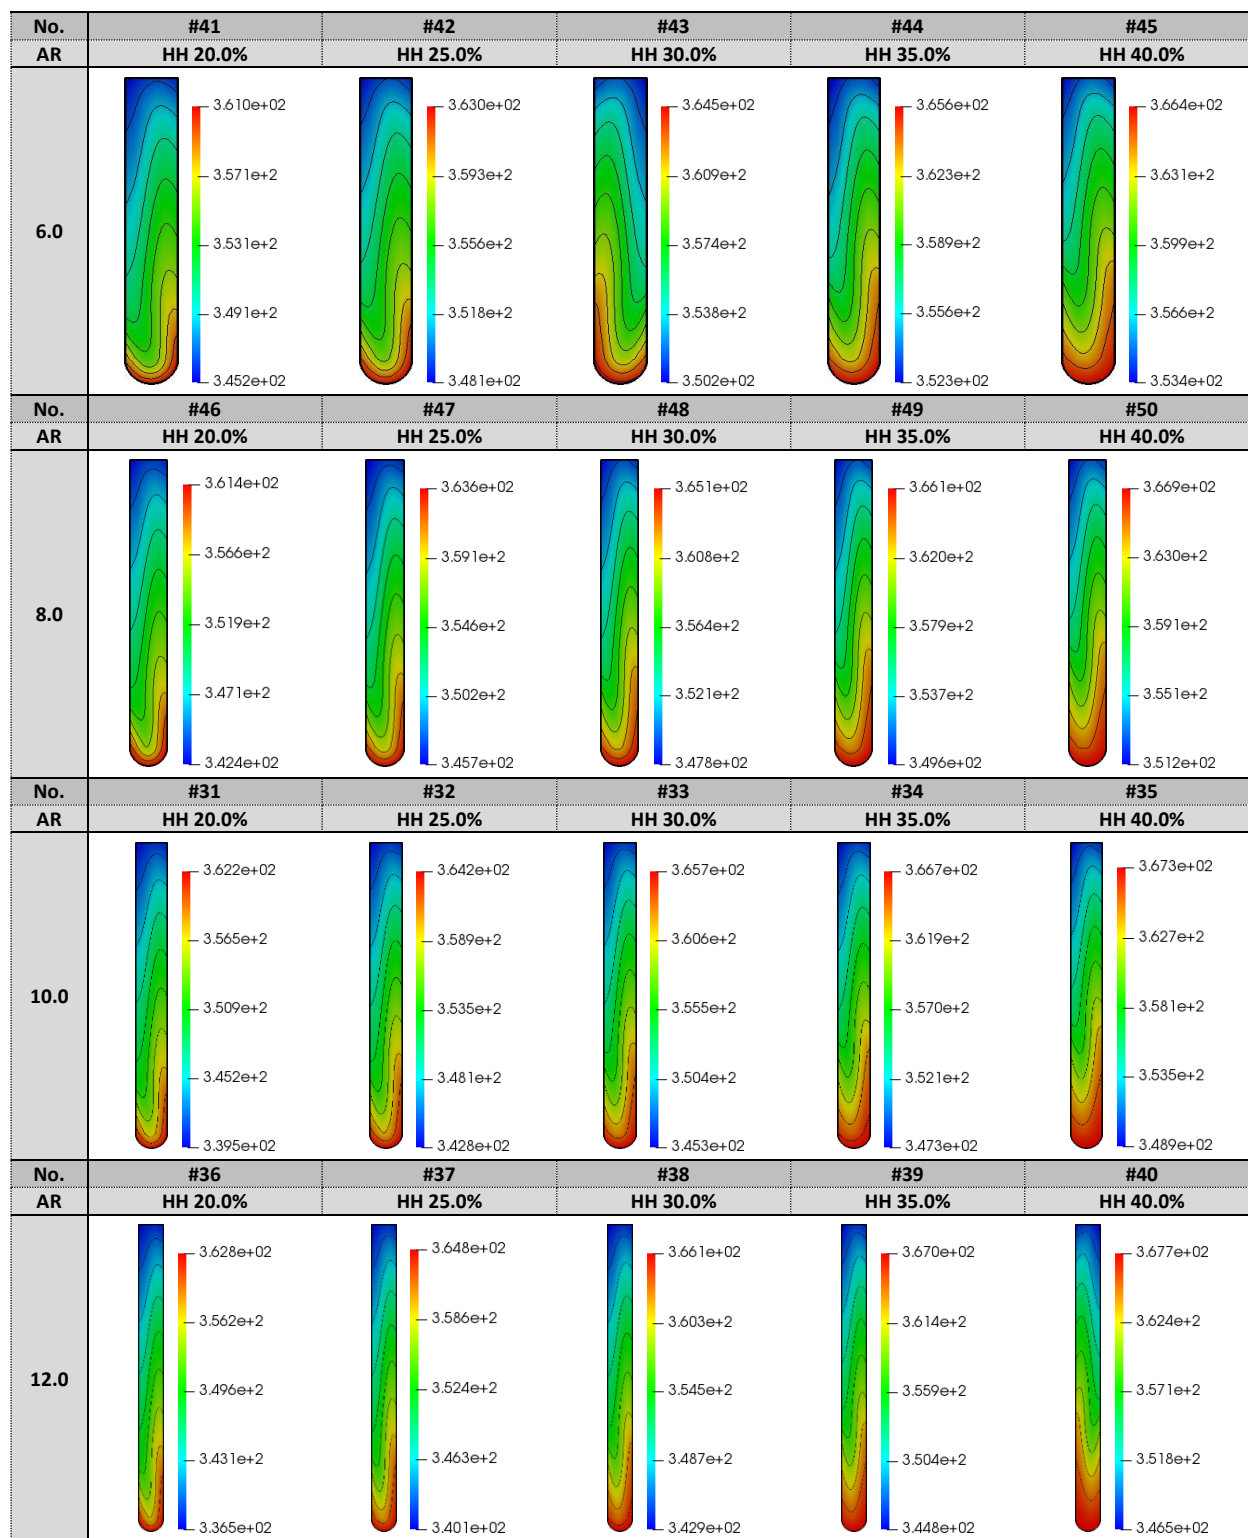 No. #41 #42 #43 #44 #45
AR HH 20.0% HH 25.0% HH 30.0% HH 35.0% HH 40.0%
3.610e+02 3.630e+02 3.645e+02 3.656e+02 3.664e+02
3.571e+2 3.593e+2 3.609e+2 3.623e+2 3.631e+2
6.0 3.531e+2 3.556e+2 3.574e+2 3.589e+2 3.599e+2
3.491e+2 3.518e+2 3.538e+2 3.556e+2 3.566e+2
3.452e+02 3.481e+02 3.502e+02 3.523e+02 3.534e+02
No. #46 #47 #48 #49 #50
AR HH 20.0% HH 25.0% HH 30.0% HH 35.0% HH 40.0%
3.614e+02 3.636e+02 3.651e+02 3.661e+02 3.669e+02
3.566e+2 3.591e+2 3.608e+2 3.620e+2 3.630e+2
8.0 3.519e+2 3.546e+2 3.564e+2 3.579e+2 3.591e+2
3.471e+2 3.502e+2 3.521e+2 3.537e+2 3.551e+2
3.424e+02 3.457e+02 3.478e+02 3.496e+02 3.512e+02
No. #31 #32 #33 #34 #35
AR HH 20.0% HH 25.0% HH 30.0% HH 35.0% HH 40.0%
3.622e+02 3.642e+02 3.657e+02 3.667e+02 3.673e+02
3.565e+2 3.589e+2 3.606e+2 3.619e+2 3.627e+2
10.0 3.509e+2 3.535e+2 3.555e+2 3.570e+2 3.581e+2
3.452e+2 3.481e+2 3.504e+2 3.521e+2 3.535e+2
3.395e+02 3.428e+02 3.453e+02 3.473e+02 3.489e+02
No. #36 #37 #38 #39 #40
AR HH 20.0% HH 25.0% HH 30.0% HH 35.0% HH 40.0%
3.628e+02 3.648e+02 3.661e+02 3.670e+02 3.677e+02
3.562e+2 3.586e+2 3.603e+2 3.614e+2 3.624e+2
12.0 3.496e+2 3.524e+2 3.545e+2 3.559e+2 3.571e+2
3.431e+2 3.463e+2 3.487e+2 3.504e+2 3.518e+2
3.365e+02 3.401e+02 3.429e+02 3.448e+02 3.465e+02